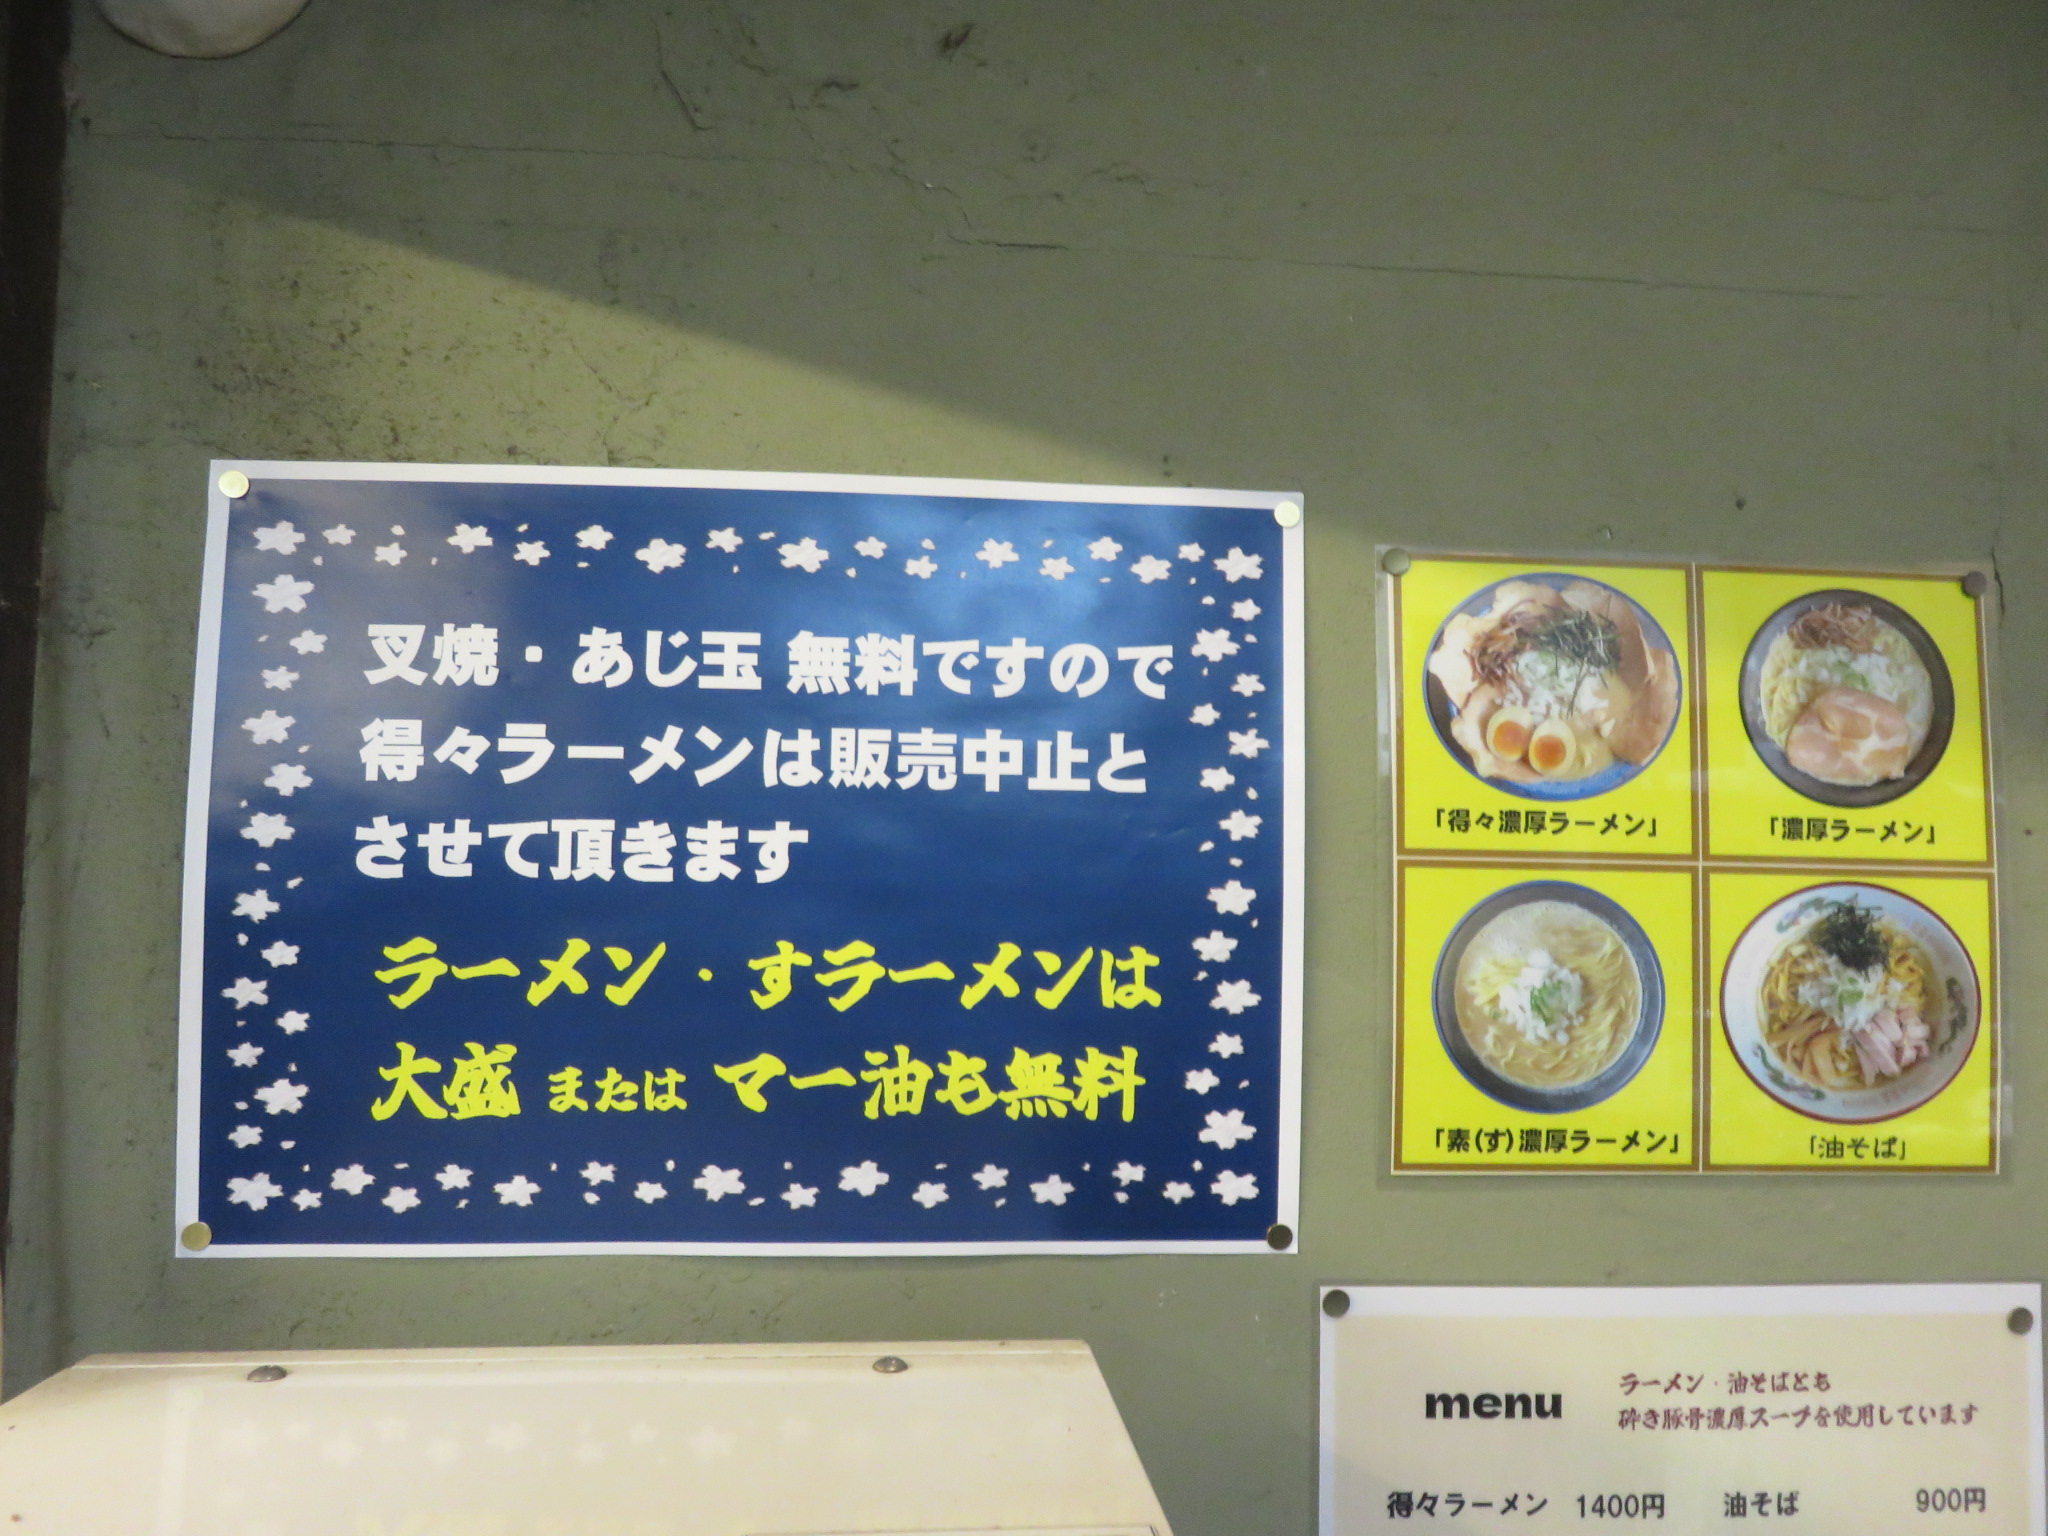 叉焼・あじ玉 無料ですので
得々ラーメンは販売中止と
させて頂きます
ラーメン・すラーメンは
大盛 または マー油も無料
「得々濃厚ラーメン」
「濃厚ラーメン」
「素(す)濃厚ラーメン」
「油そば」
menu
ラーメン・油そばとも
砕き豚骨濃厚スープを使用しています
得々ラーメン 1400円 油そば 900円